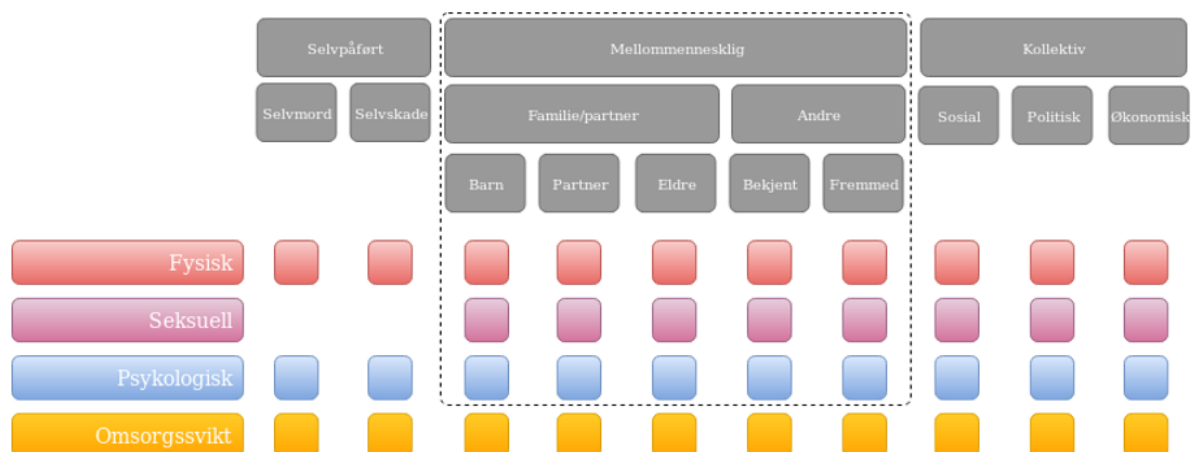 Selvpåført
Mellommennesklig
Kollektiv
Selvmord
Selvskade
Familie/partner
Andre
Sosial
Politisk
Økonomisk
Barn
Partner
Eldre
Bekjent
Fremmed
Fysisk
Seksuell
Psykologisk
Omsorgssvikt